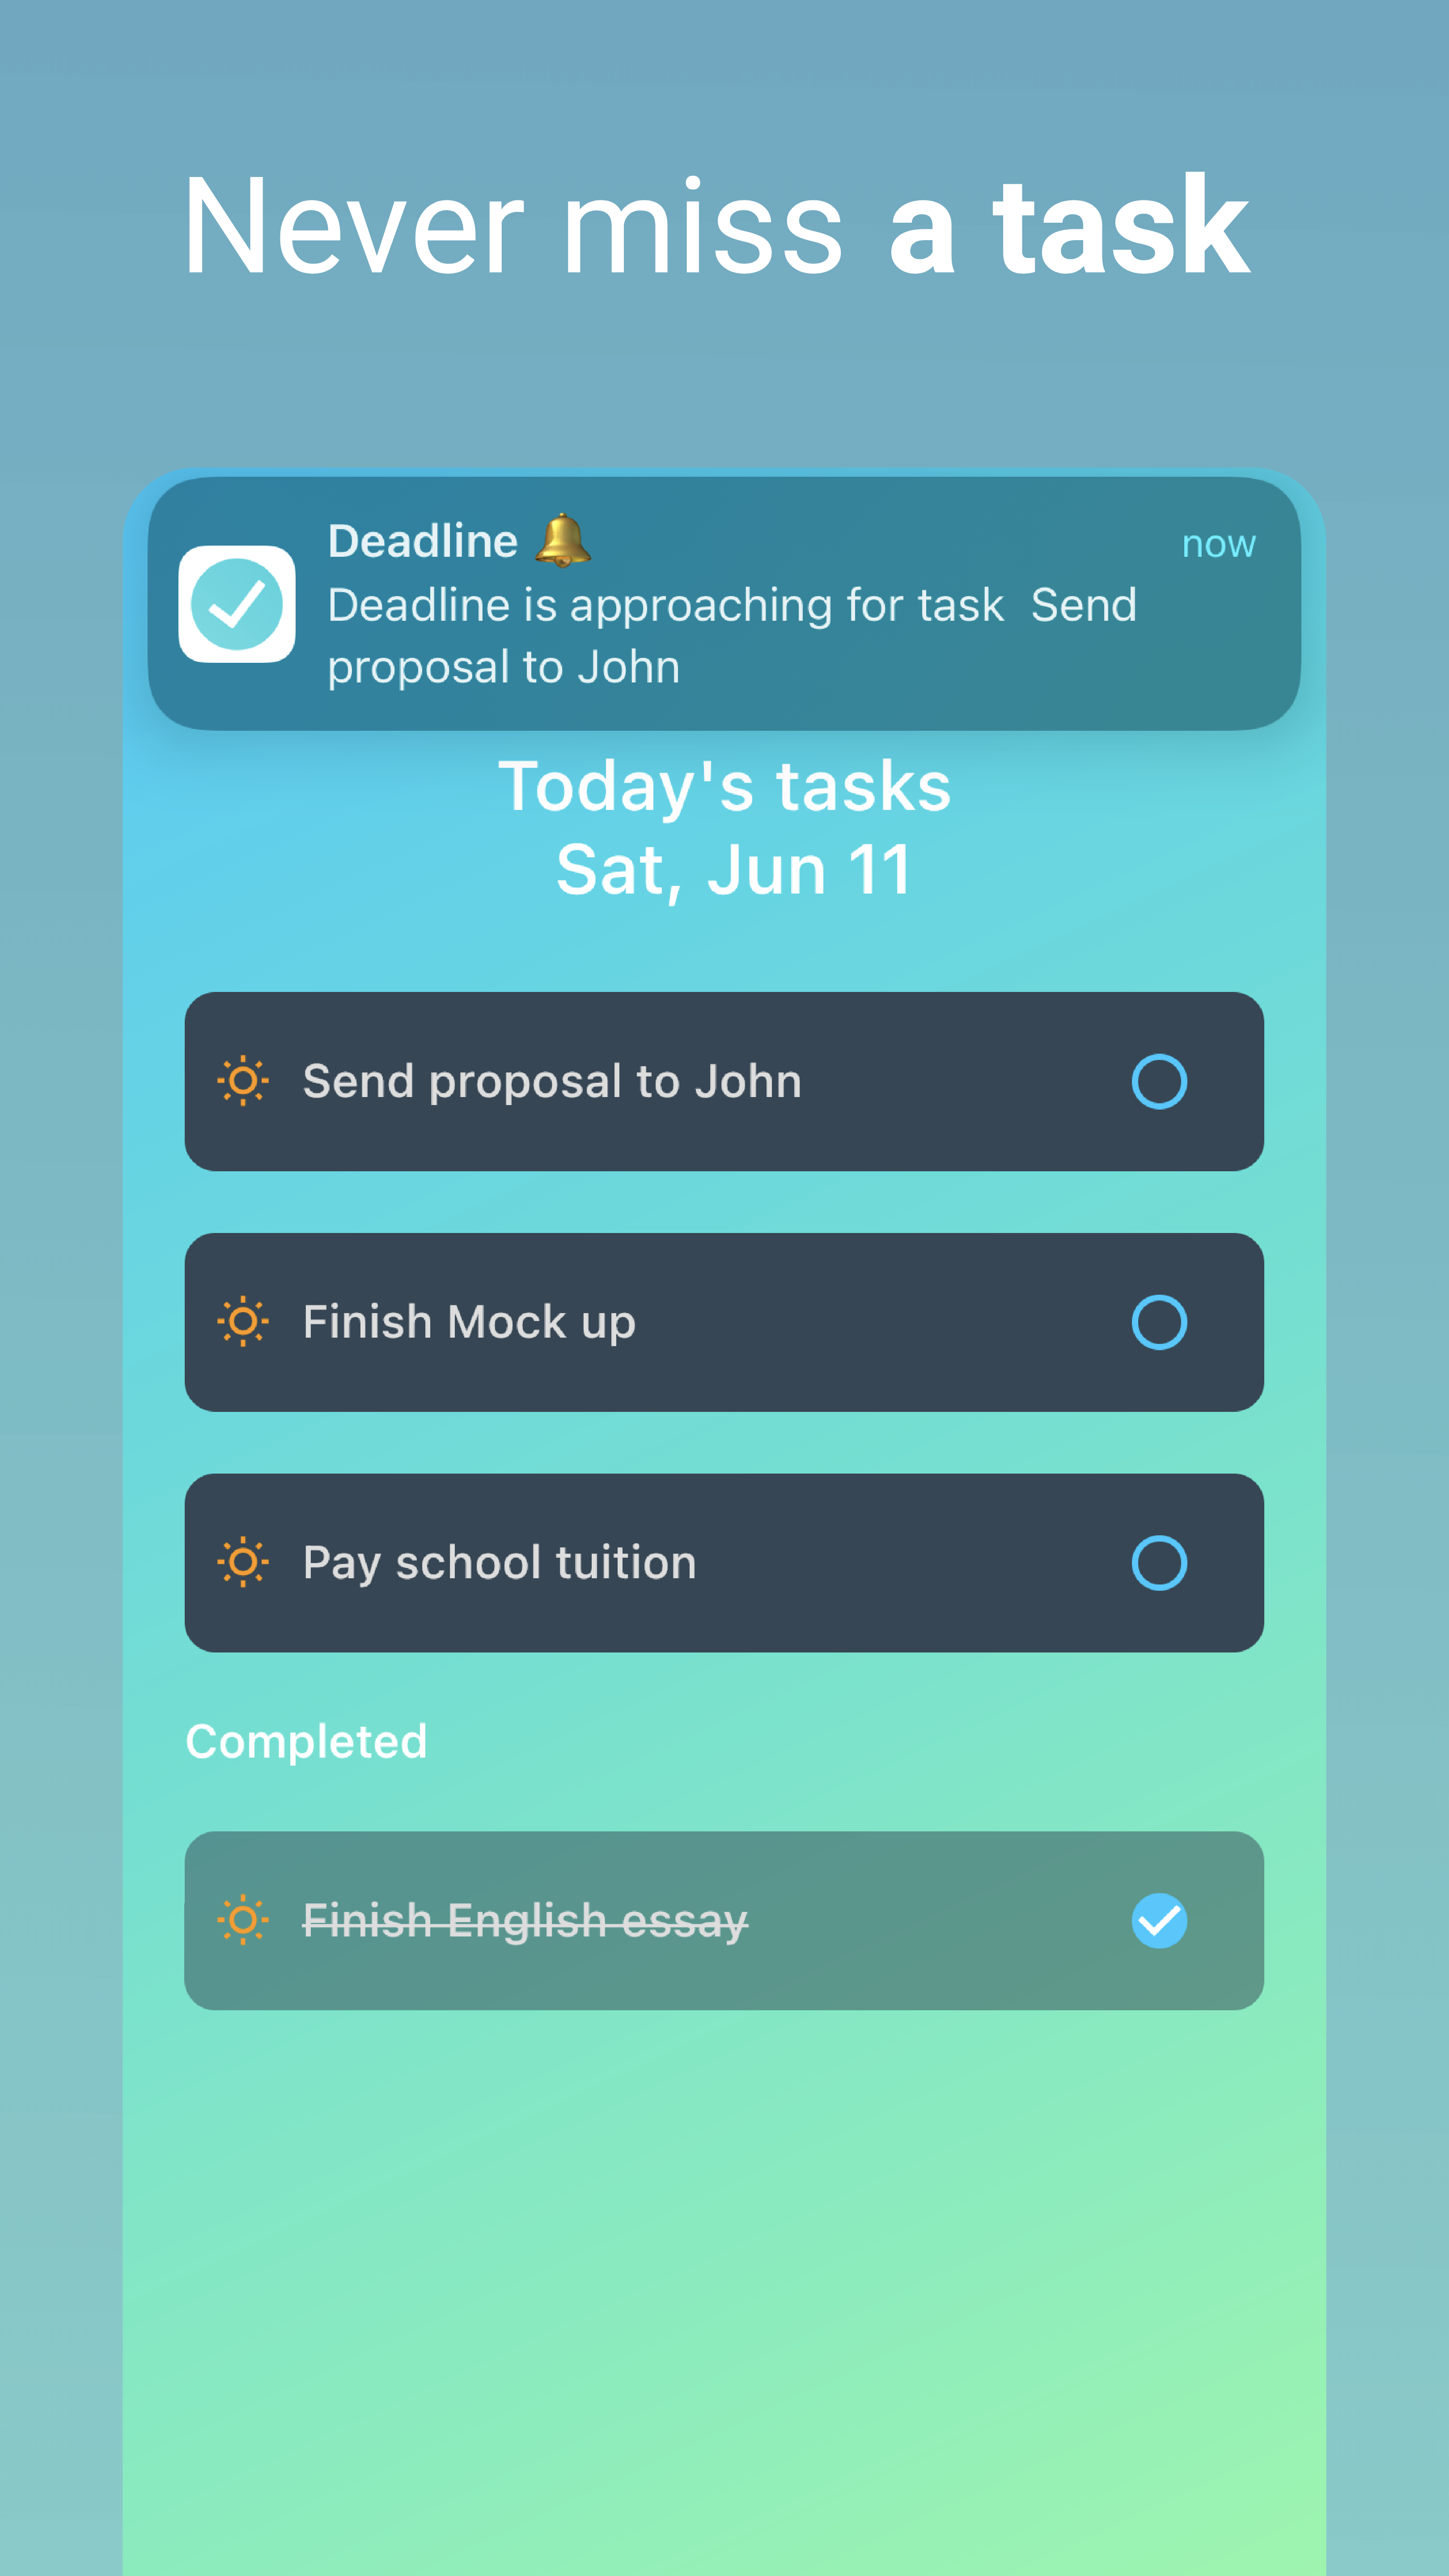 Never miss a task
Deadline 🔔
now
Deadline is approaching for task  Send
proposal to John
Today's tasks
Sat, Jun 11
Send proposal to John
Finish Mock up
Pay school tuition
Completed
Finish English essay